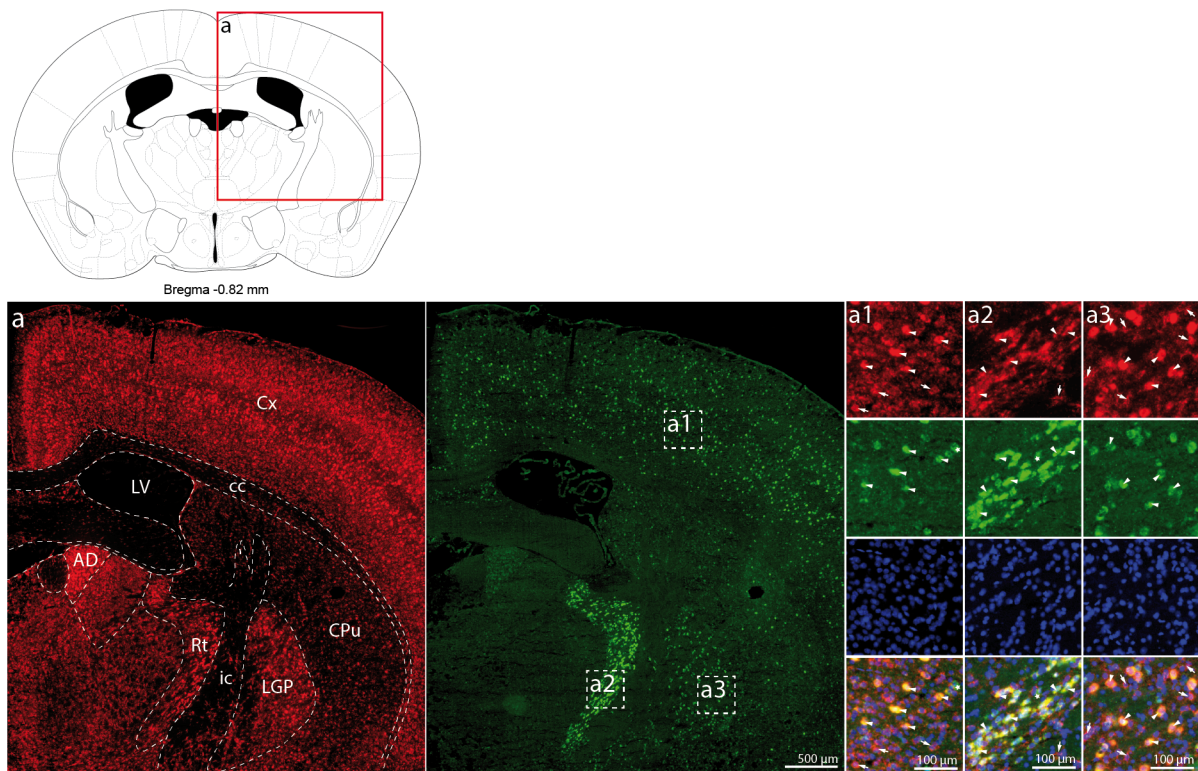 a
Bregma -0.82 mm
a
Cx
LV
cc
AD
CPu
Rt
ic
LGP
a1
a2
a3
500 µm
a1
a2
a3
100 µm
100 µm
100 µm